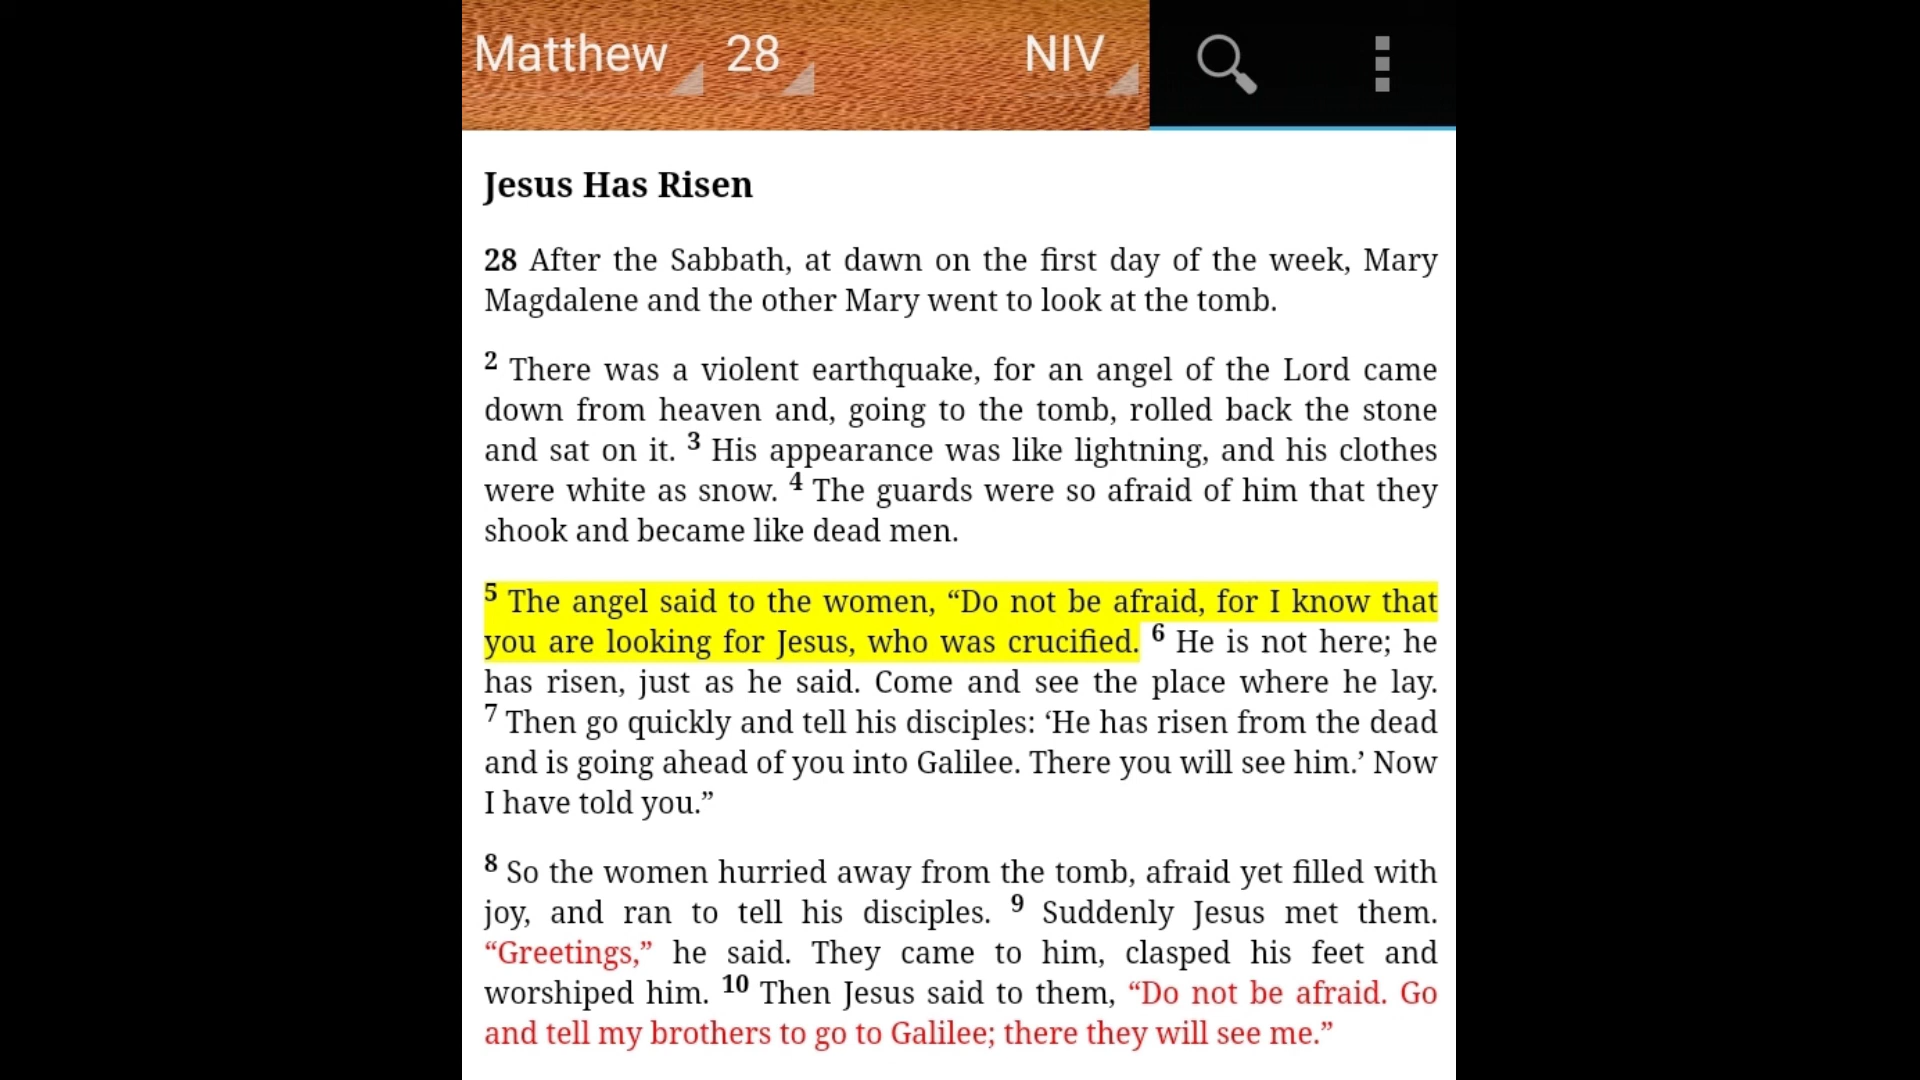 Matthew 28 NIV
Jesus Has Risen
28 After the Sabbath, at dawn on the first day of the week, Mary
Magdalene and the other Mary went to look at the tomb.
2 There was a violent earthquake, for an angel of the Lord came
down from heaven and, going to the tomb, rolled back the stone
and sat on it. 3 His appearance was like lightning, and his clothes
were white as snow. 4 The guards were so afraid of him that they
shook and became like dead men.
5 The angel said to the women, “Do not be afraid, for I know that
you are looking for Jesus, who was crucified. 6 He is not here; he
has risen, just as he said. Come and see the place where he lay.
7 Then go quickly and tell his disciples: ‘He has risen from the dead
and is going ahead of you into Galilee. There you will see him.’ Now
I have told you.”
8 So the women hurried away from the tomb, afraid yet filled with
joy, and ran to tell his disciples. 9 Suddenly Jesus met them.
“Greetings,” he said. They came to him, clasped his feet and
worshiped him. 10 Then Jesus said to them, “Do not be afraid. Go
and tell my brothers to go to Galilee; there they will see me.”